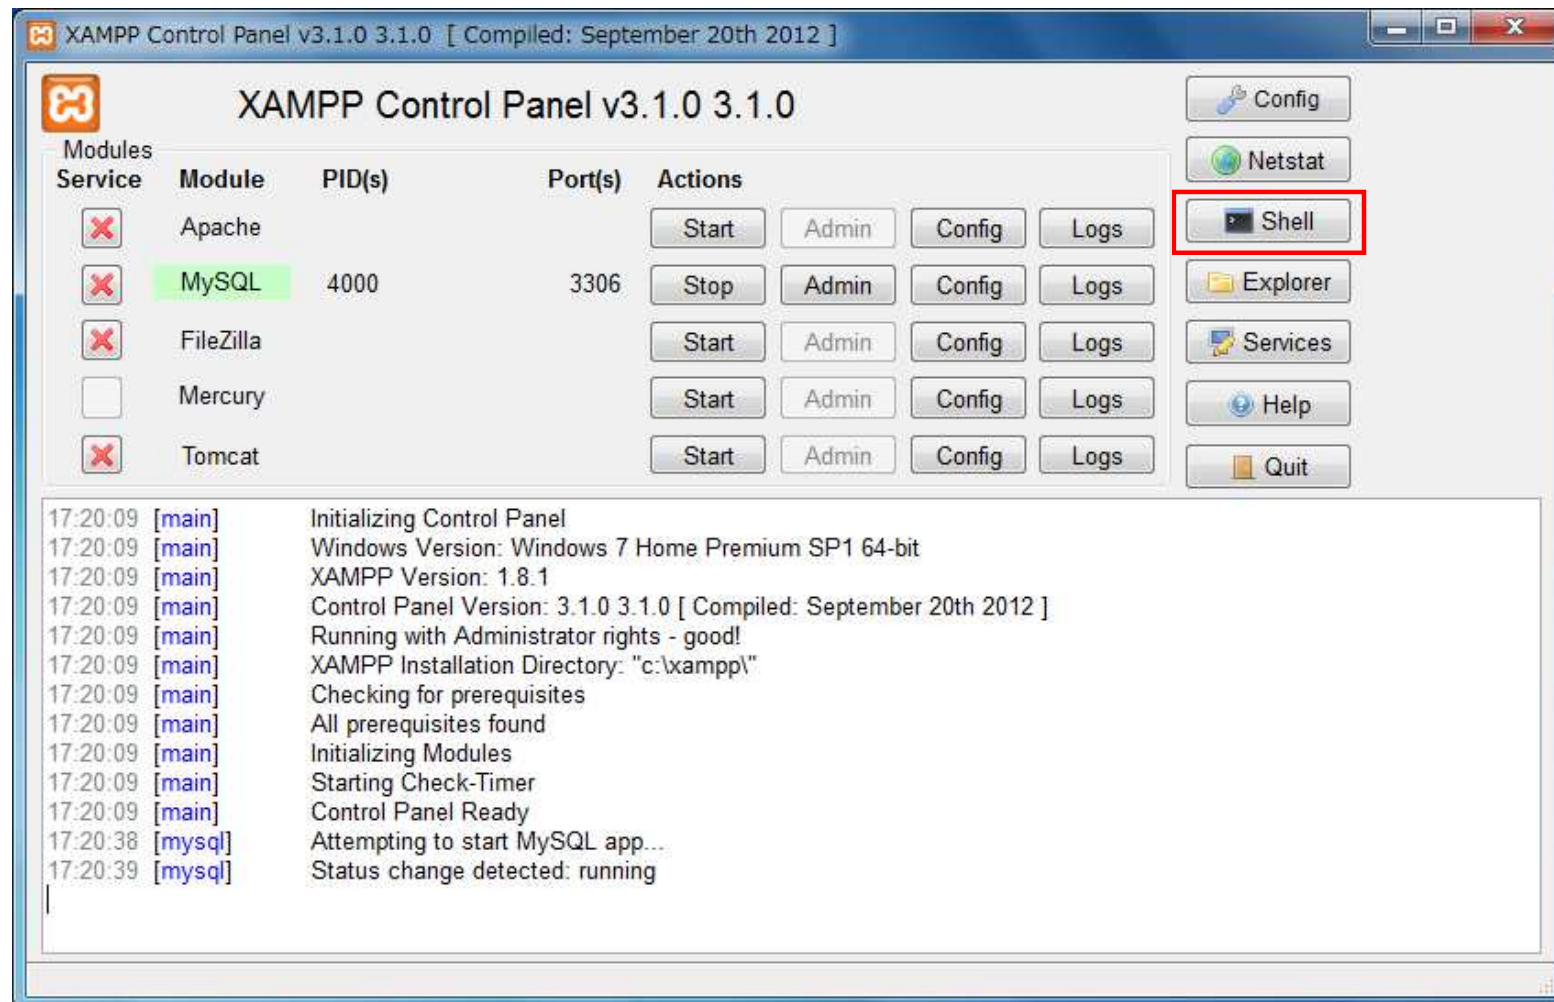 XAMPP Control Panel v3.1.0 3.1.0 [ Compiled: September 20th 2012 ]
XAMPP Control Panel v3.1.0 3.1.0
Config
Modules
Netstat
Service Module PID(s) Port(s) Actions
Apache Start Admin Config Logs
Shell
MySQL 4000 3306 Stop Admin Config Logs
Explorer
FileZilla Start Admin Config Logs
Services
Mercury Start Admin Config Logs
Help
Tomcat Start Admin Config Logs
Quit
17:20:09 [main] Initializing Control Panel
17:20:09 [main] Windows Version: Windows 7 Home Premium SP1 64-bit
17:20:09 [main] XAMPP Version: 1.8.1
17:20:09 [main] Control Panel Version: 3.1.0 3.1.0 [ Compiled: September 20th 2012 ]
17:20:09 [main] Running with Administrator rights - good!
17:20:09 [main] XAMPP Installation Directory: "c:\xampp\"
17:20:09 [main] Checking for prerequisites
17:20:09 [main] All prerequisites found
17:20:09 [main] Initializing Modules
17:20:09 [main] Starting Check-Timer
17:20:09 [main] Control Panel Ready
17:20:38 [mysql] Attempting to start MySQL app...
17:20:39 [mysql] Status change detected: running